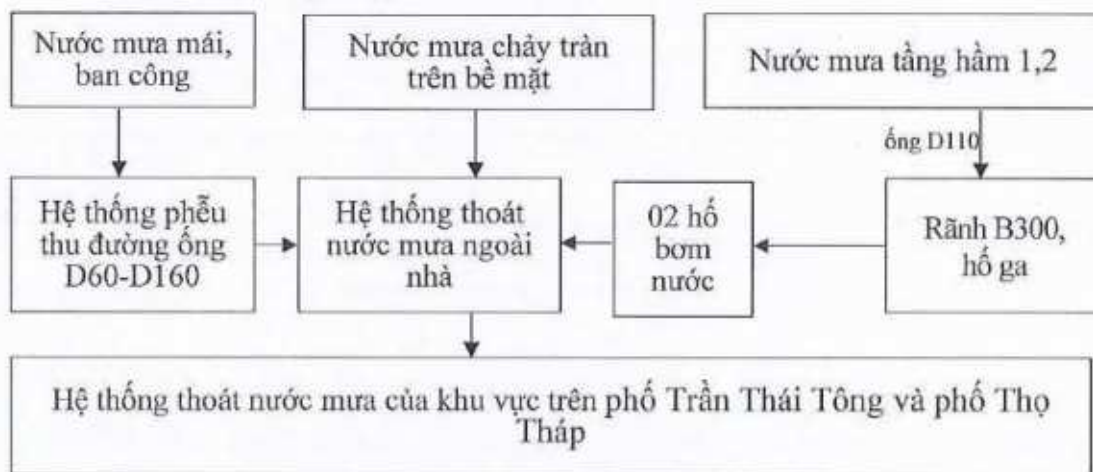 Nước mưa mái,
ban công
Nước mưa chảy tràn
trên bề mặt
Nước mưa tầng hầm 1,2
ống D110
Hệ thống phễu
thu đường ống
D60-D160
Hệ thống thoát
nước mưa ngoài
nhà
02 hố
bơm
nước
Rãnh B300,
hố ga
Hệ thống thoát nước mưa của khu vực trên phố Trần Thái Tông và phố Thọ
Tháp